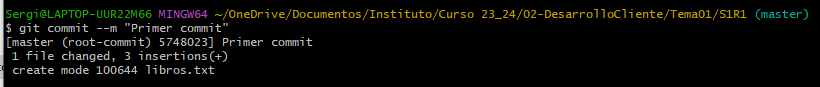 Sergi@LAPTOP-UUR22M66 MINGW64 ~/OneDrive/Documentos/Instituto/Curso 23_24/02-DesarrolloCliente/Tema01/S1R1 (master)
$ git commit --m "Primer commit"
[master (root-commit) 5748023] Primer commit
 1 file changed, 3 insertions(+)
 create mode 100644 libros.txt